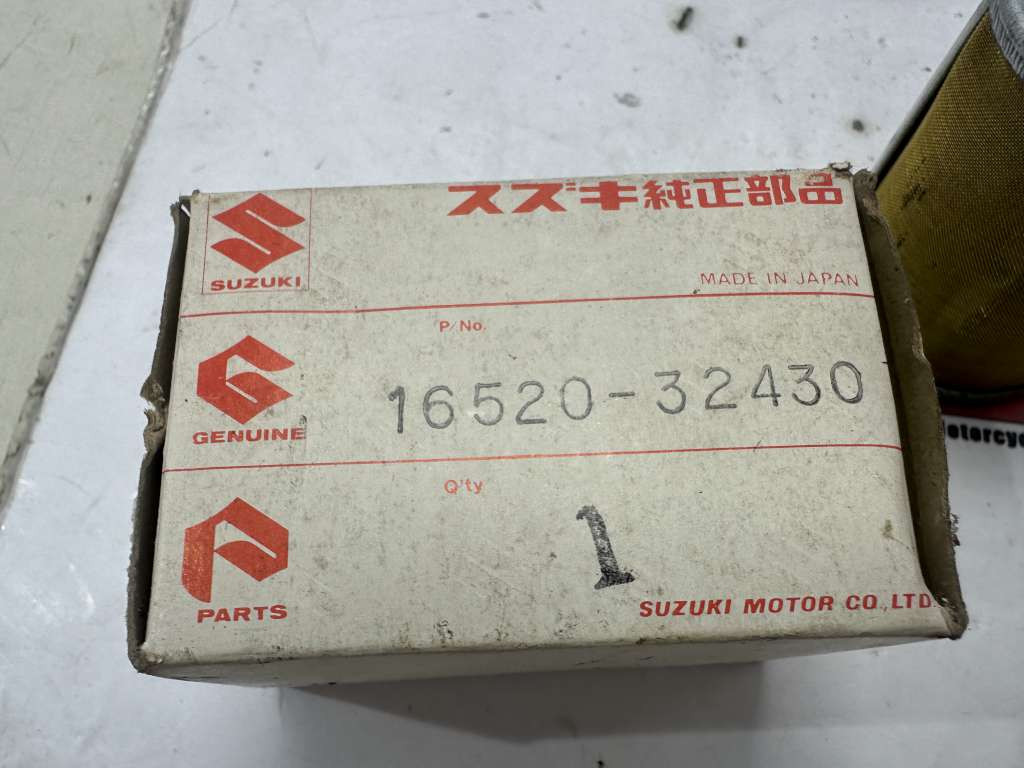 スズキ純正部品
SUZUKI
MADE IN JAPAN
P/No.
16520-32430
GENUINE
Q'ty
1
PARTS
SUZUKI MOTOR CO., LTD.
otorcyc